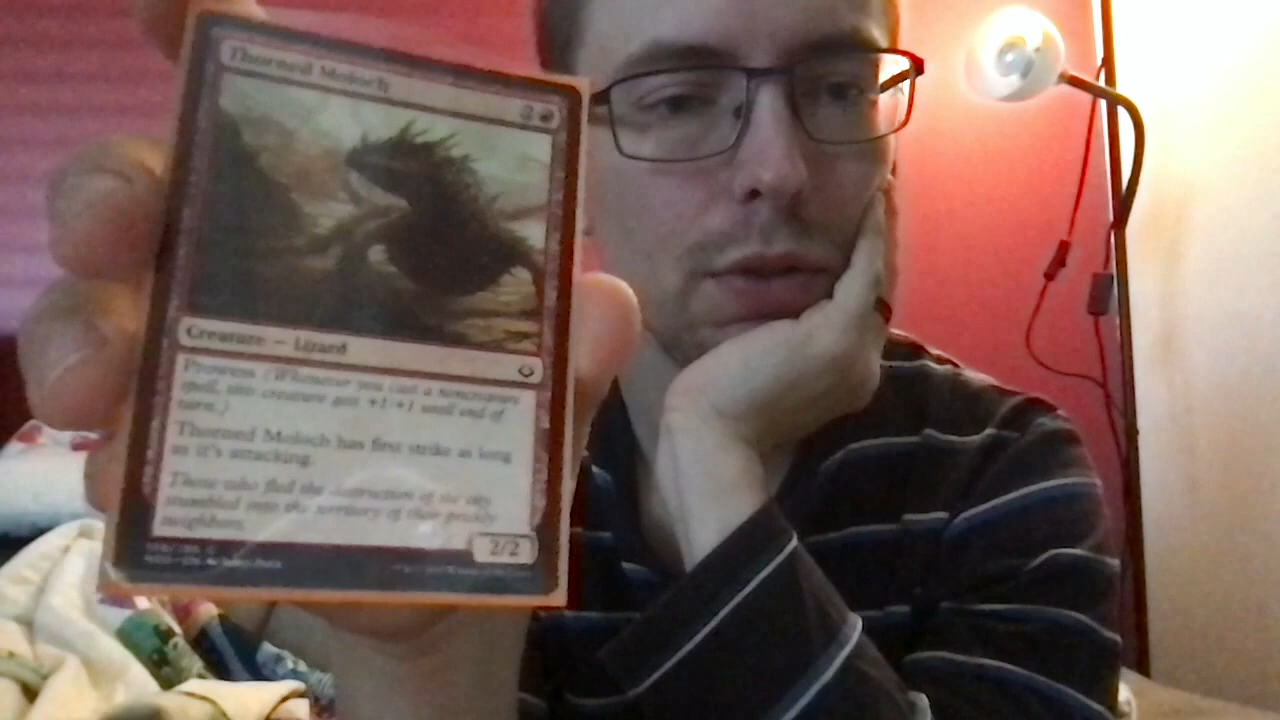 Thorned Moloch
2
Creature — Lizard
Prowess (Whenever you cast a noncreature
spell, this creature gets +1/+1 until end of
turn.)
Thorned Moloch has first strike as long
as it's attacking.
Those who fled the destruction of the city
stumbled into the territory of their prickly
neighbors.
2/2